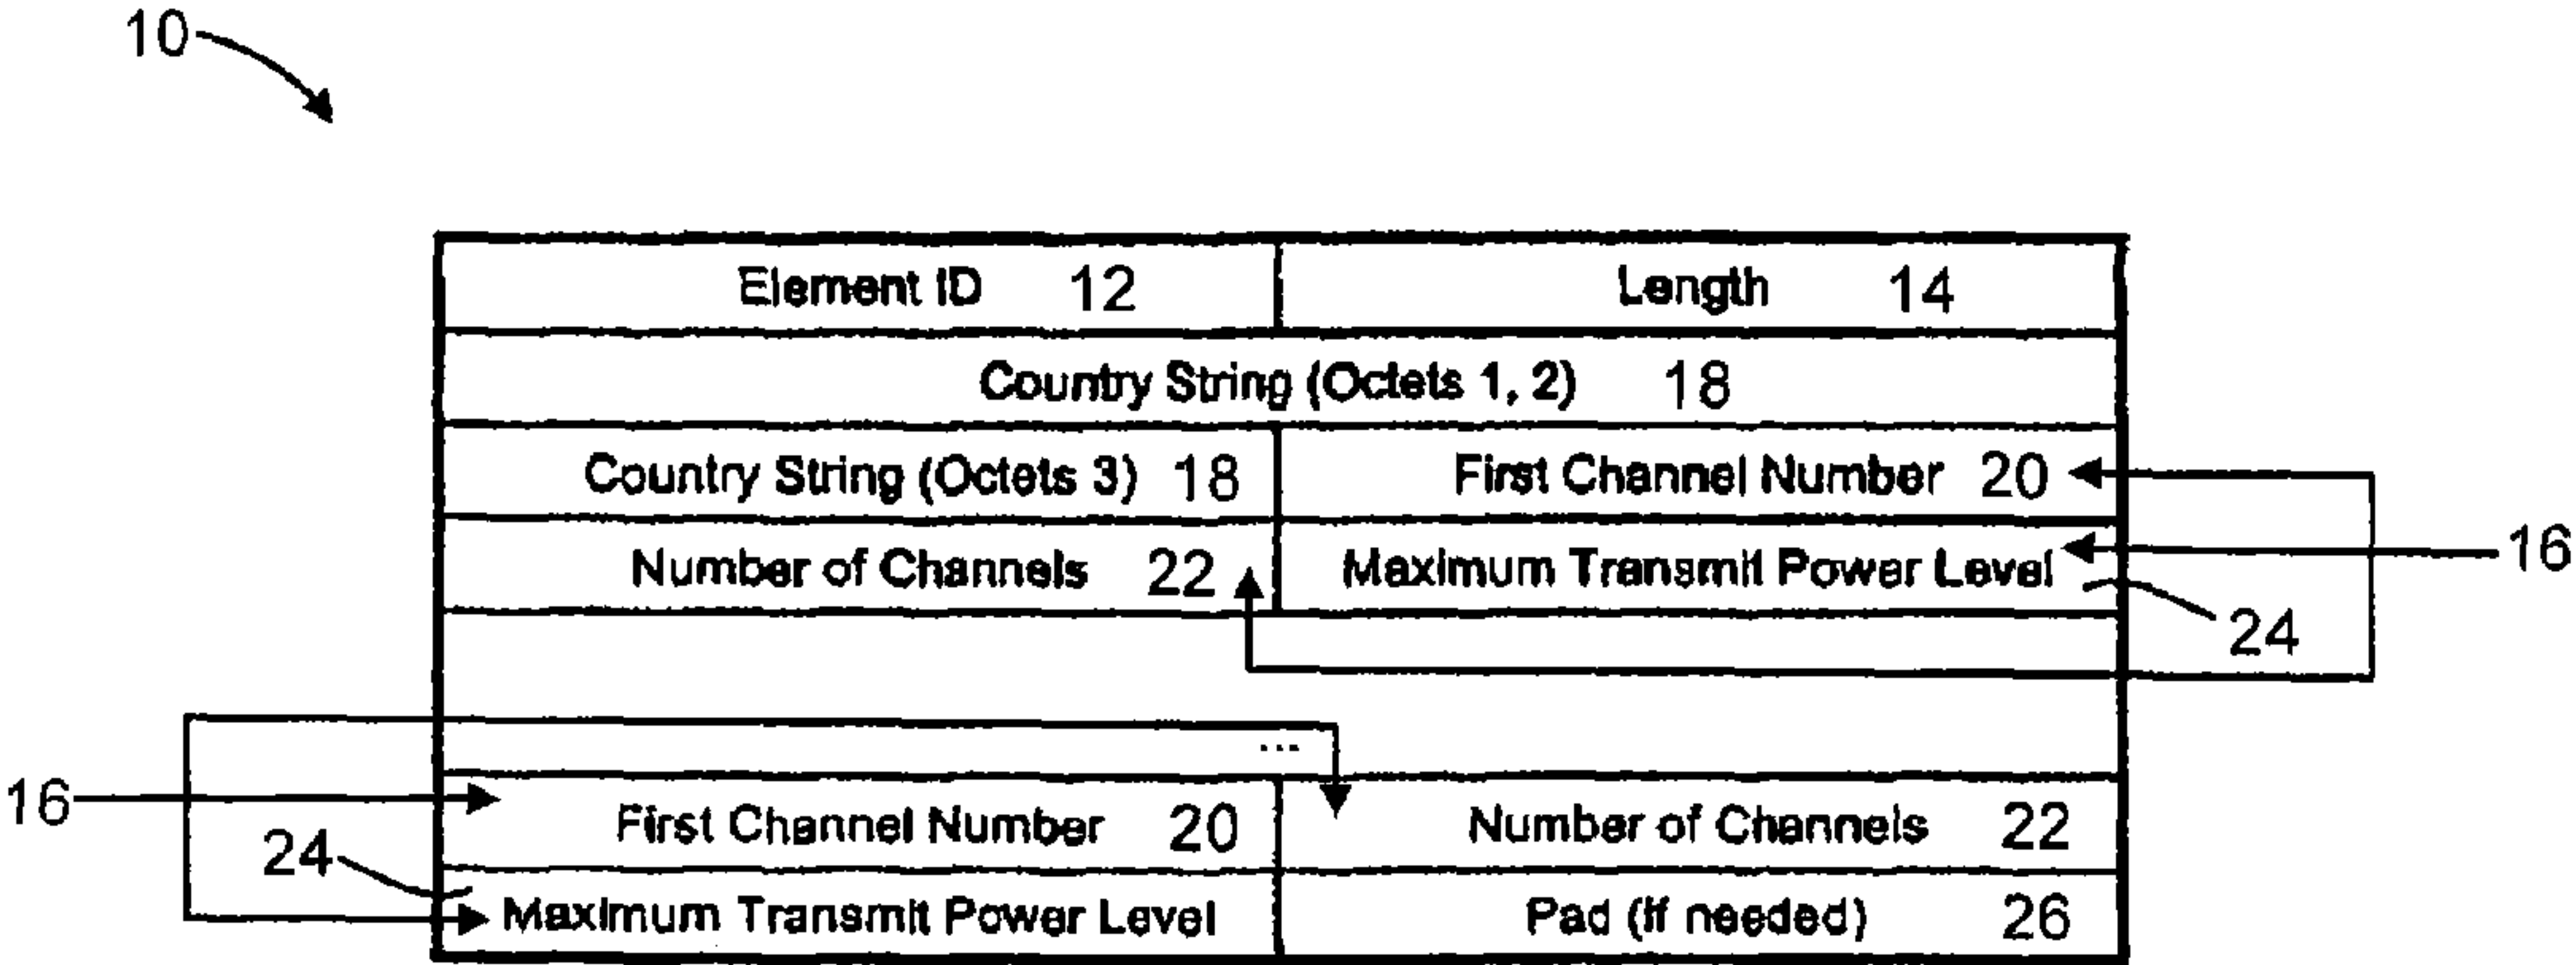 10
Element ID 12 Length 14
Country String (Octets 1, 2) 18
Country String (Octets 3) 18 First Channel Number 20
Number of Channels 22 Maximum Transmit Power Level 16
24
...
16 First Channel Number 20 Number of Channels 22
24
Maximum Transmit Power Level Pad (if needed) 26